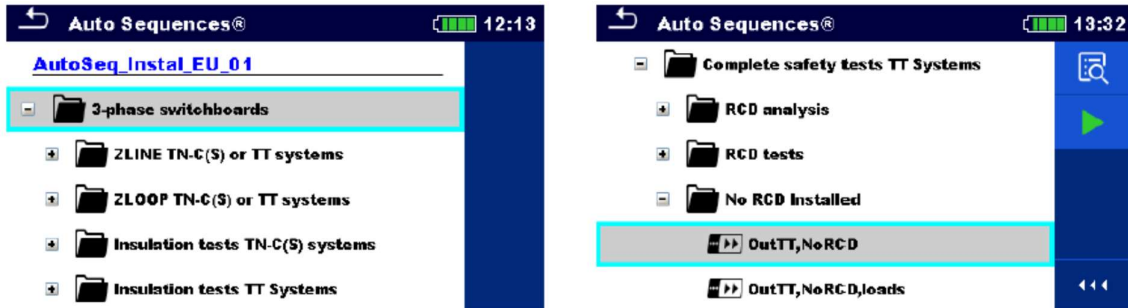 Auto Sequences® 12:13
AutoSeq_Instal_EU_01
3-phase switchboards
ZLINE TN-C(S) or TT systems
ZLOOP TN-C(S) or TT systems
Insulation tests TN-C(S) systems
Insulation tests TT Systems
Auto Sequences® 13:32
Complete safety tests TT Systems
RCD analysis
RCD tests
No RCD Installed
OutTT,NoRCD
OutTT,NoRCD,loads